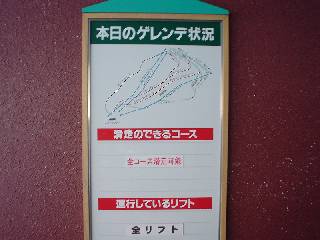 本日のゲレンデ状況
滑走のできるコース
全コース滑走可能
運行しているリフト
全リフト